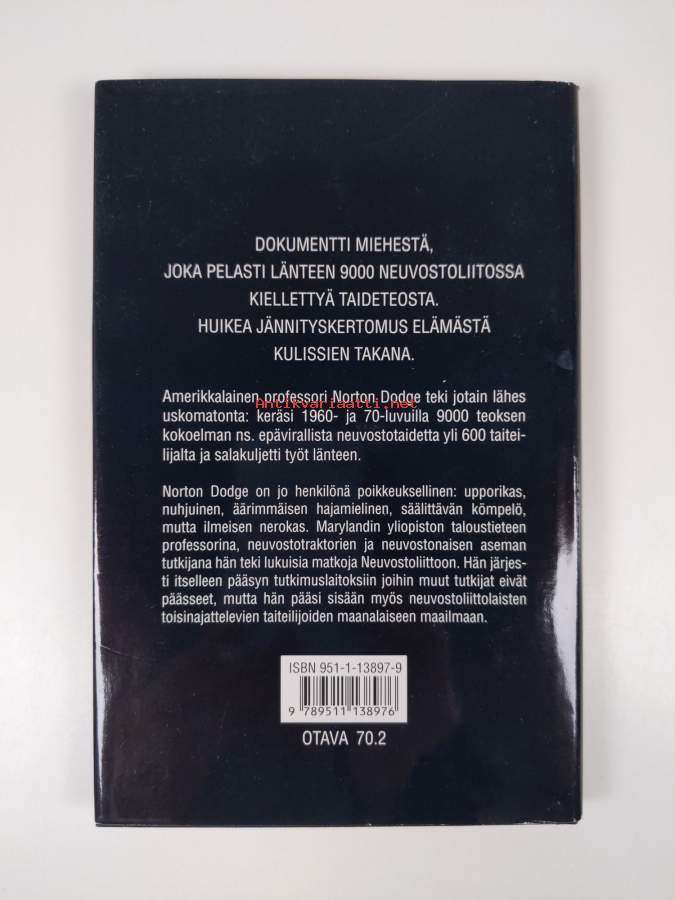 DOKUMENTTI MIEHESTÄ,
JOKA PELASTI LÄNTEEN 9000 NEUVOSTOLIITOSSA
KIELLETTYÄ TAIDETEOSTA.
HUIKEA JÄNNITYSKERTOMUS ELÄMÄSTÄ
KULISSIEN TAKANA.
Amerikkalainen professori Norton Dodge teki jotain lähes
Antikvariaatti.net
uskomatonta: keräsi 1960- ja 70-luvuilla 9000 teoksen
kokoelman ns. epävirallista neuvostotaidetta yli 600 taitei-
lijalta ja salakuljetti työt länteen.
Norton Dodge on jo henkilönä poikkeuksellinen: upporikas,
nuhjuinen, äärimmäisen hajamielinen, säälittävän kömpelö,
mutta ilmeisen nerokas. Marylandin yliopiston taloustieteen
professorina, neuvostotraktorien ja neuvostonaisen aseman
tutkijana hän teki lukuisia matkoja Neuvostoliittoon. Hän järjes-
ti itselleen pääsyn tutkimuslaitoksiin joihin muut tutkijat eivät
päässeet, mutta hän pääsi sisään myös neuvostoliittolaisten
toisinajattelevien taiteilijoiden maanalaiseen maailmaan.
ISBN 951-1-13897-9
9 789511 138976
OTAVA 70.2